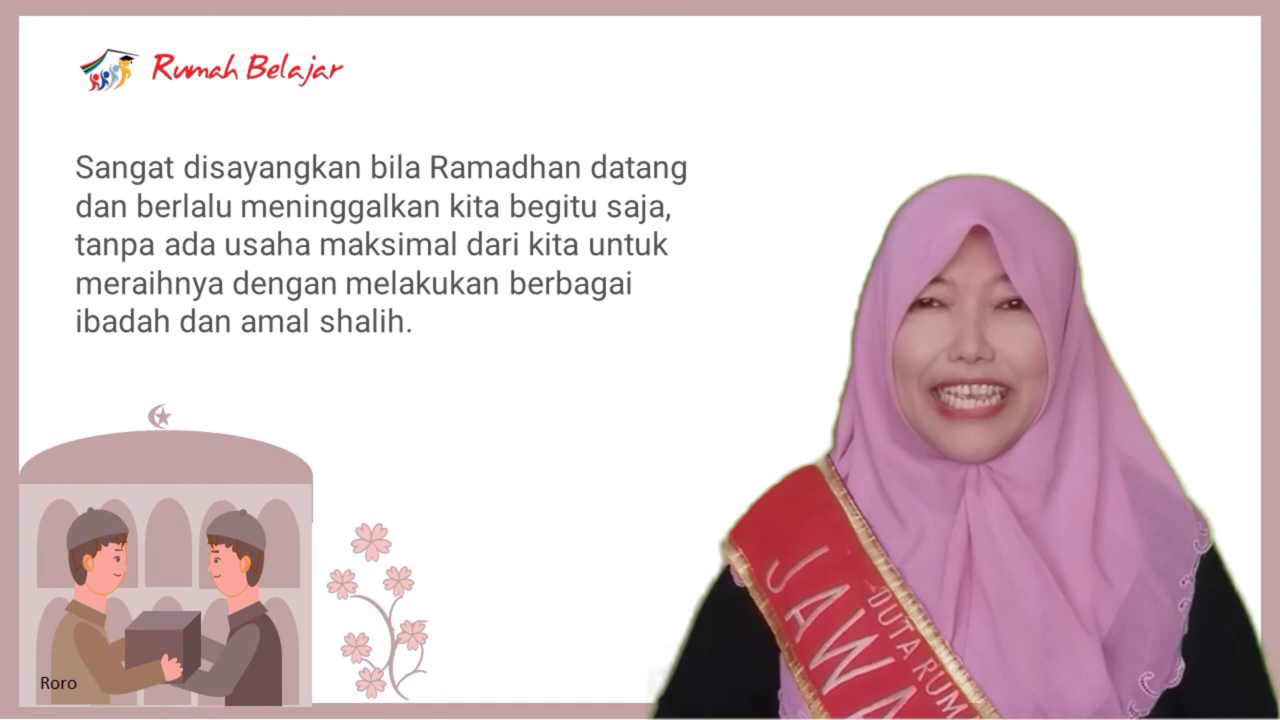 Rumah Belajar
Sangat disayangkan bila Ramadhan datang
dan berlalu meninggalkan kita begitu saja,
tanpa ada usaha maksimal dari kita untuk
meraihnya dengan melakukan berbagai
ibadah dan amal shalih.
DUTA RUM
JAWA
Roro